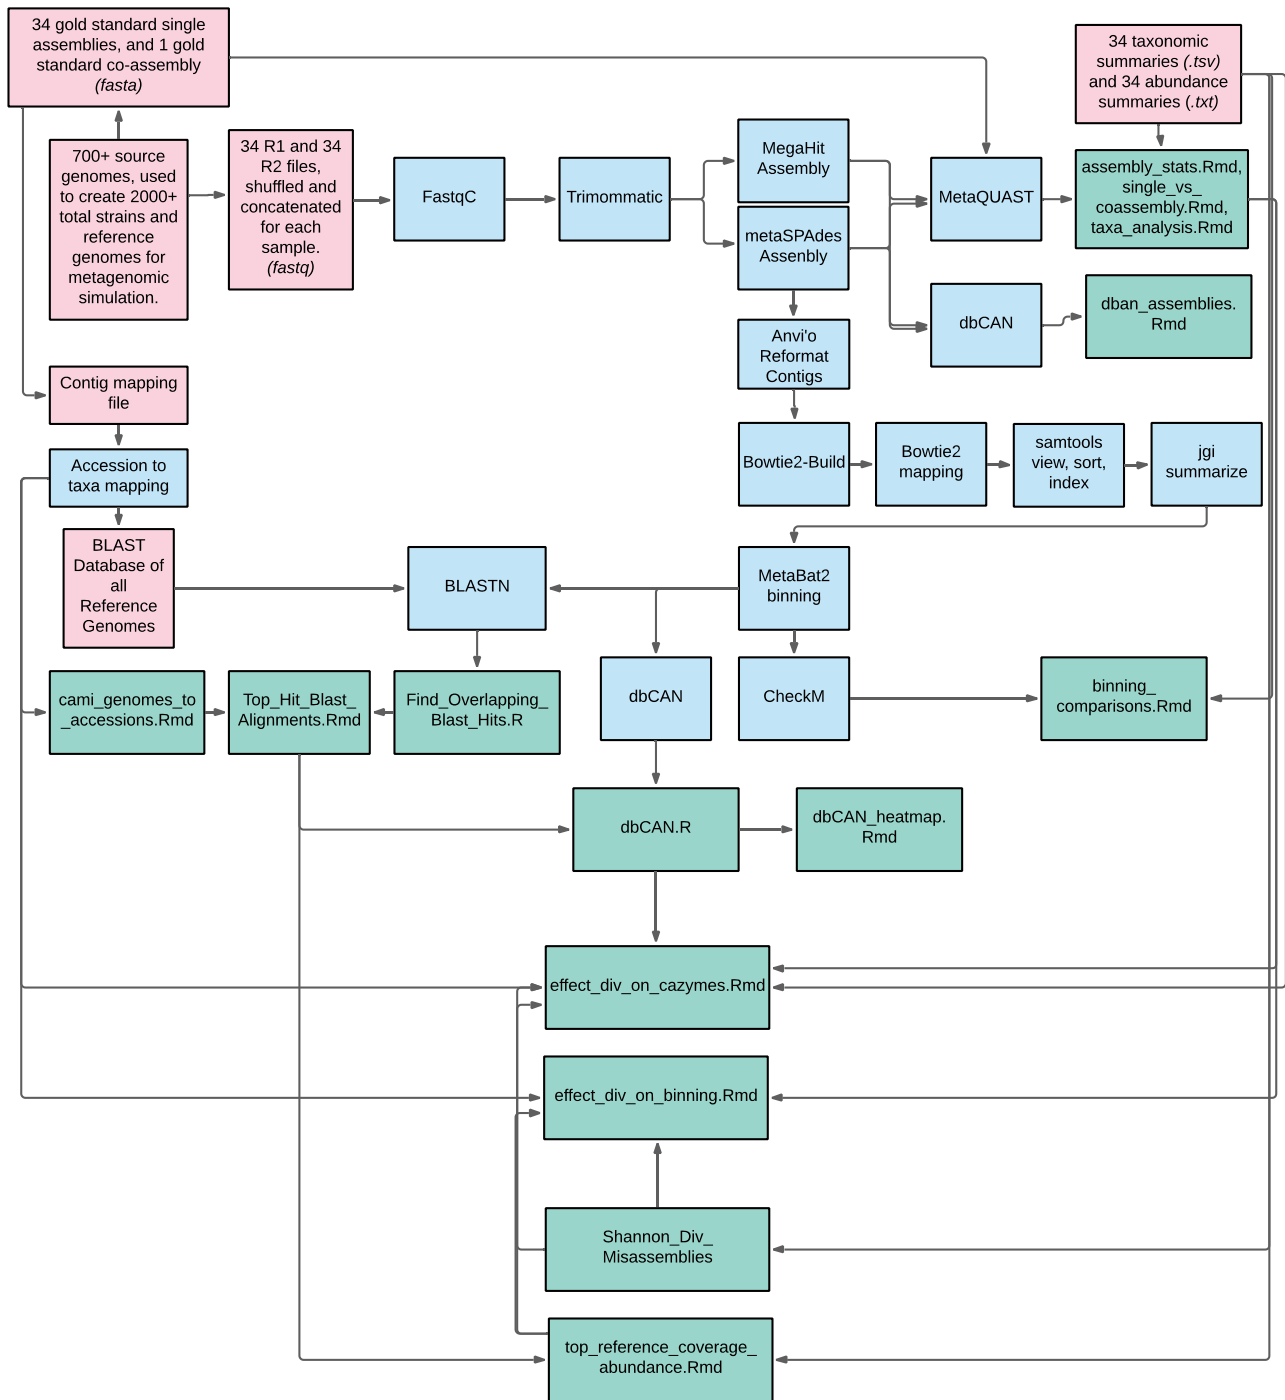 34 gold standard single
assemblies, and 1 gold
standard co-assembly
(fasta)
34 taxonomic
summaries (.tsv)
and 34 abundance
summaries (.txt)
700+ source
genomes, used
to create 2000+
total strains and
reference
genomes for
metagenomic
simulation.
34 R1 and 34
R2 files,
shuffled and
concatenated
for each
sample.
(fastq)
FastqC
Trimommatic
MegaHit
Assembly
metaSPAdes
Assenbly
MetaQUAST
assembly_stats.Rmd,
single_vs_
coassembly.Rmd,
taxa_analysis.Rmd
dbCAN
dban_assemblies.
Rmd
Anvi'o
Reformat
Contigs
Contig mapping
file
Accession to
taxa mapping
Bowtie2-Build
Bowtie2
mapping
samtools
view, sort,
index
jgi
summarize
BLAST
Database of
all
Reference
Genomes
BLASTN
MetaBat2
binning
cami_genomes_to
_accessions.Rmd
Top_Hit_Blast_
Alignments.Rmd
Find_Overlapping_
Blast_Hits.R
dbCAN
CheckM
binning_
comparisons.Rmd
dbCAN.R
dbCAN_heatmap.
Rmd
effect_div_on_cazymes.Rmd
effect_div_on_binning.Rmd
Shannon_Div_
Misassemblies
top_reference_coverage_
abundance.Rmd